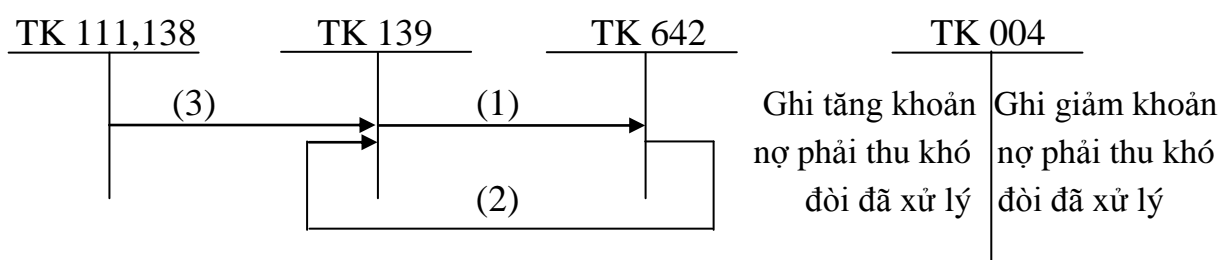 TK 111,138 TK 139 TK 642 TK 004
(3) (1)
(2)
Ghi tăng khoản
nợ phải thu khó
đòi đã xử lý
Ghi giảm khoản
nợ phải thu khó
đòi đã xử lý